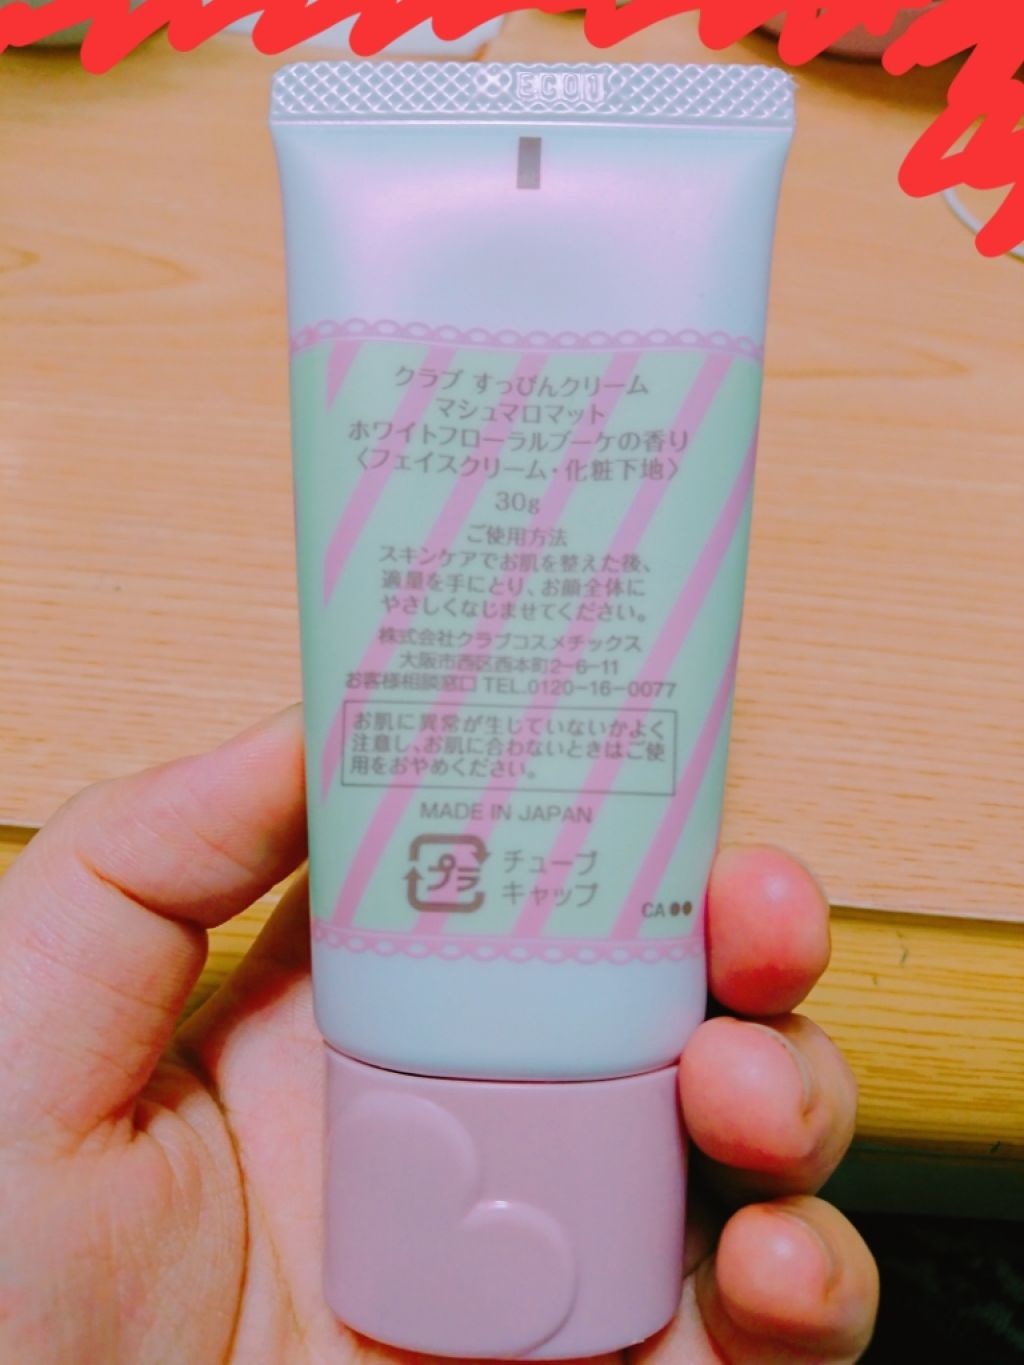 EC01
クラブ すっぴんクリーム
マシュマロマット
ホワイトフローラルブーケの香り
〈フェイスクリーム・化粧下地〉
30g
ご使用方法
スキンケアでお肌を整えた後、
適量を手にとり、お顔全体に
やさしくなじませてください。
株式会社クラブコスメチックス
大阪市西区西本町2-6-11
お客様相談窓口 TEL.0120-16-0077
お肌に異常が生じていないかよく
注意し、お肌に合わないときはご使
用をおやめください。
MADE IN JAPAN
プラ
チューブ
キャップ
CA●●